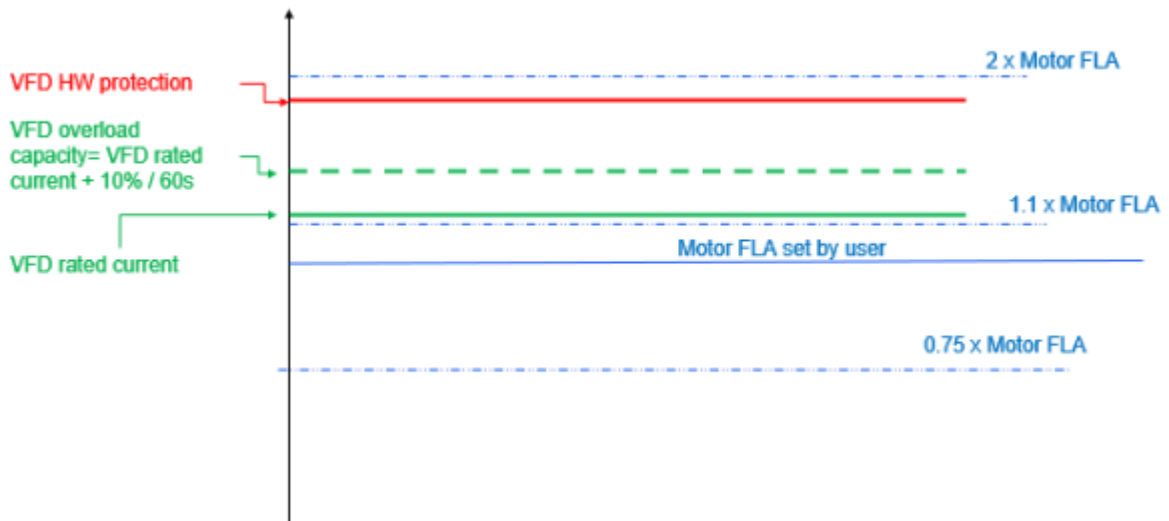 2 x Motor FLA
VFD HW protection
VFD overload
capacity= VFD rated
current + 10% / 60s
1.1 x Motor FLA
Motor FLA set by user
VFD rated current
0.75 x Motor FLA